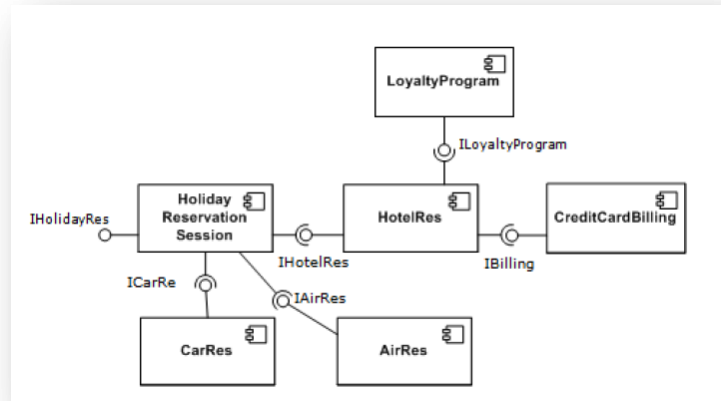 LoyaltyProgram
ILoyaltyProgram
Holiday
Reservation
Session
HotelRes
CreditCardBilling
IHolidayRes
IHotelRes
IBilling
ICarRe
IAirRes
CarRes
AirRes